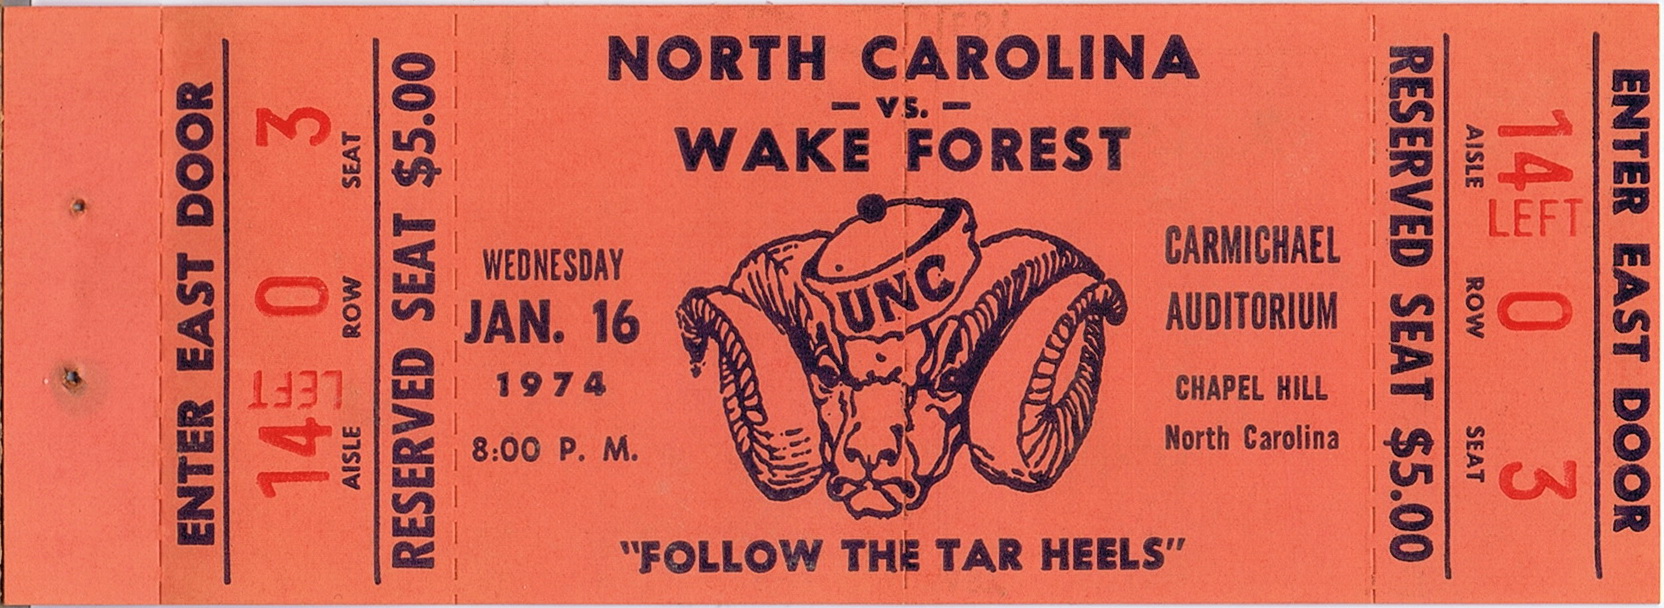 ENTER EAST DOOR
14 LEFT 0 3
AISLE ROW SEAT
RESERVED SEAT $5.00
NORTH CAROLINA
- VS. -
WAKE FOREST
WEDNESDAY
JAN. 16
1974
8:00 P. M.
UNC
CARMICHAEL
AUDITORIUM
CHAPEL HILL
North Carolina
"FOLLOW THE TAR HEELS"
RESERVED SEAT $5.00
AISLE ROW SEAT
14 LEFT 0 3
ENTER EAST DOOR